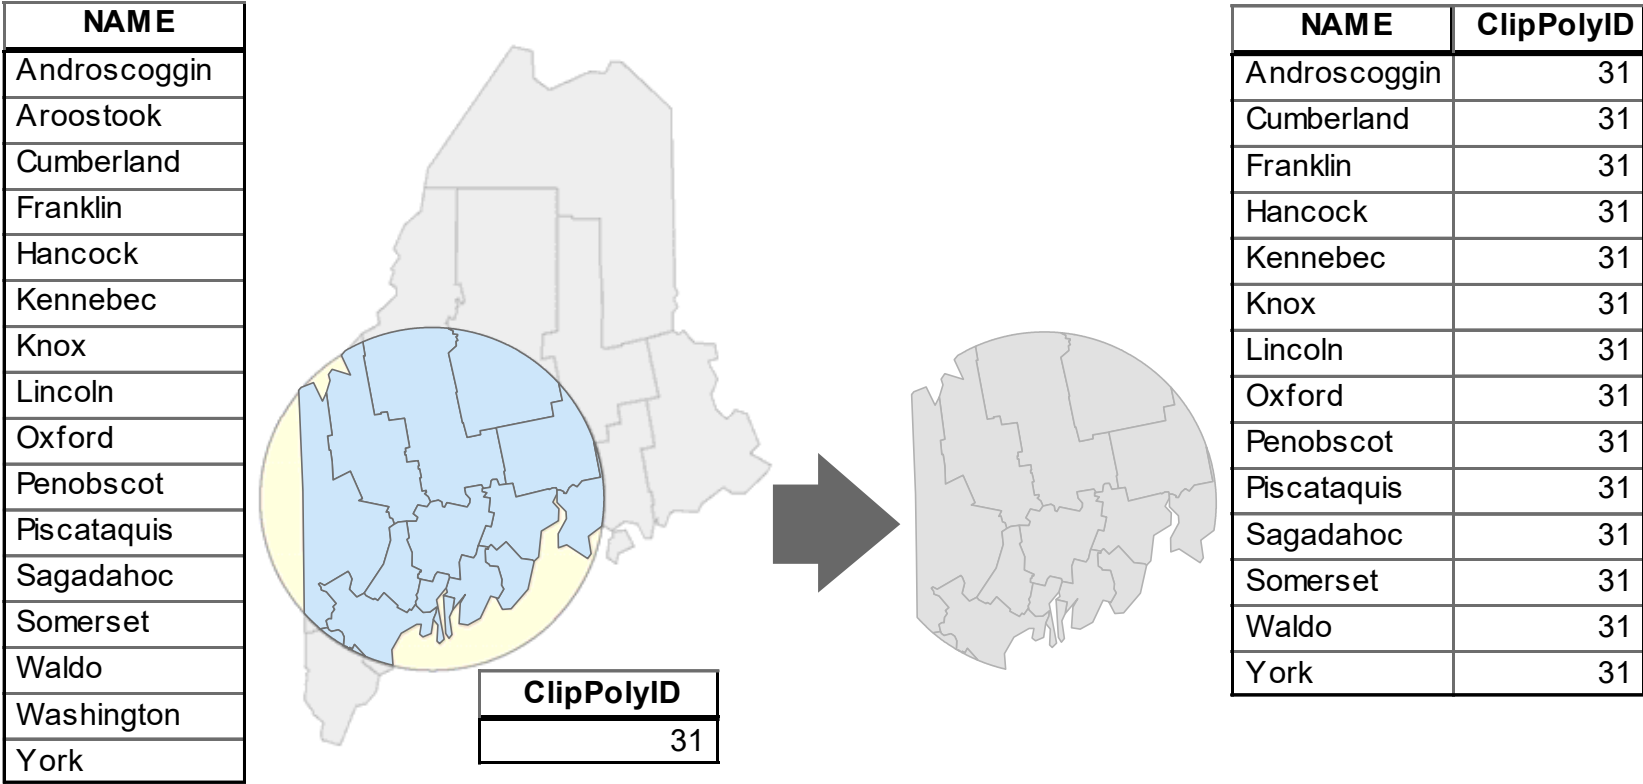 NAME
Androscoggin
Aroostook
Cumberland
Franklin
Hancock
Kennebec
Knox
Lincoln
Oxford
Penobscot
Piscataquis
Sagadahoc
Somerset
Waldo
Washington
York
ClipPolyID
31
NAME ClipPolyID
Androscoggin 31
Cumberland 31
Franklin 31
Hancock 31
Kennebec 31
Knox 31
Lincoln 31
Oxford 31
Penobscot 31
Piscataquis 31
Sagadahoc 31
Somerset 31
Waldo 31
York 31